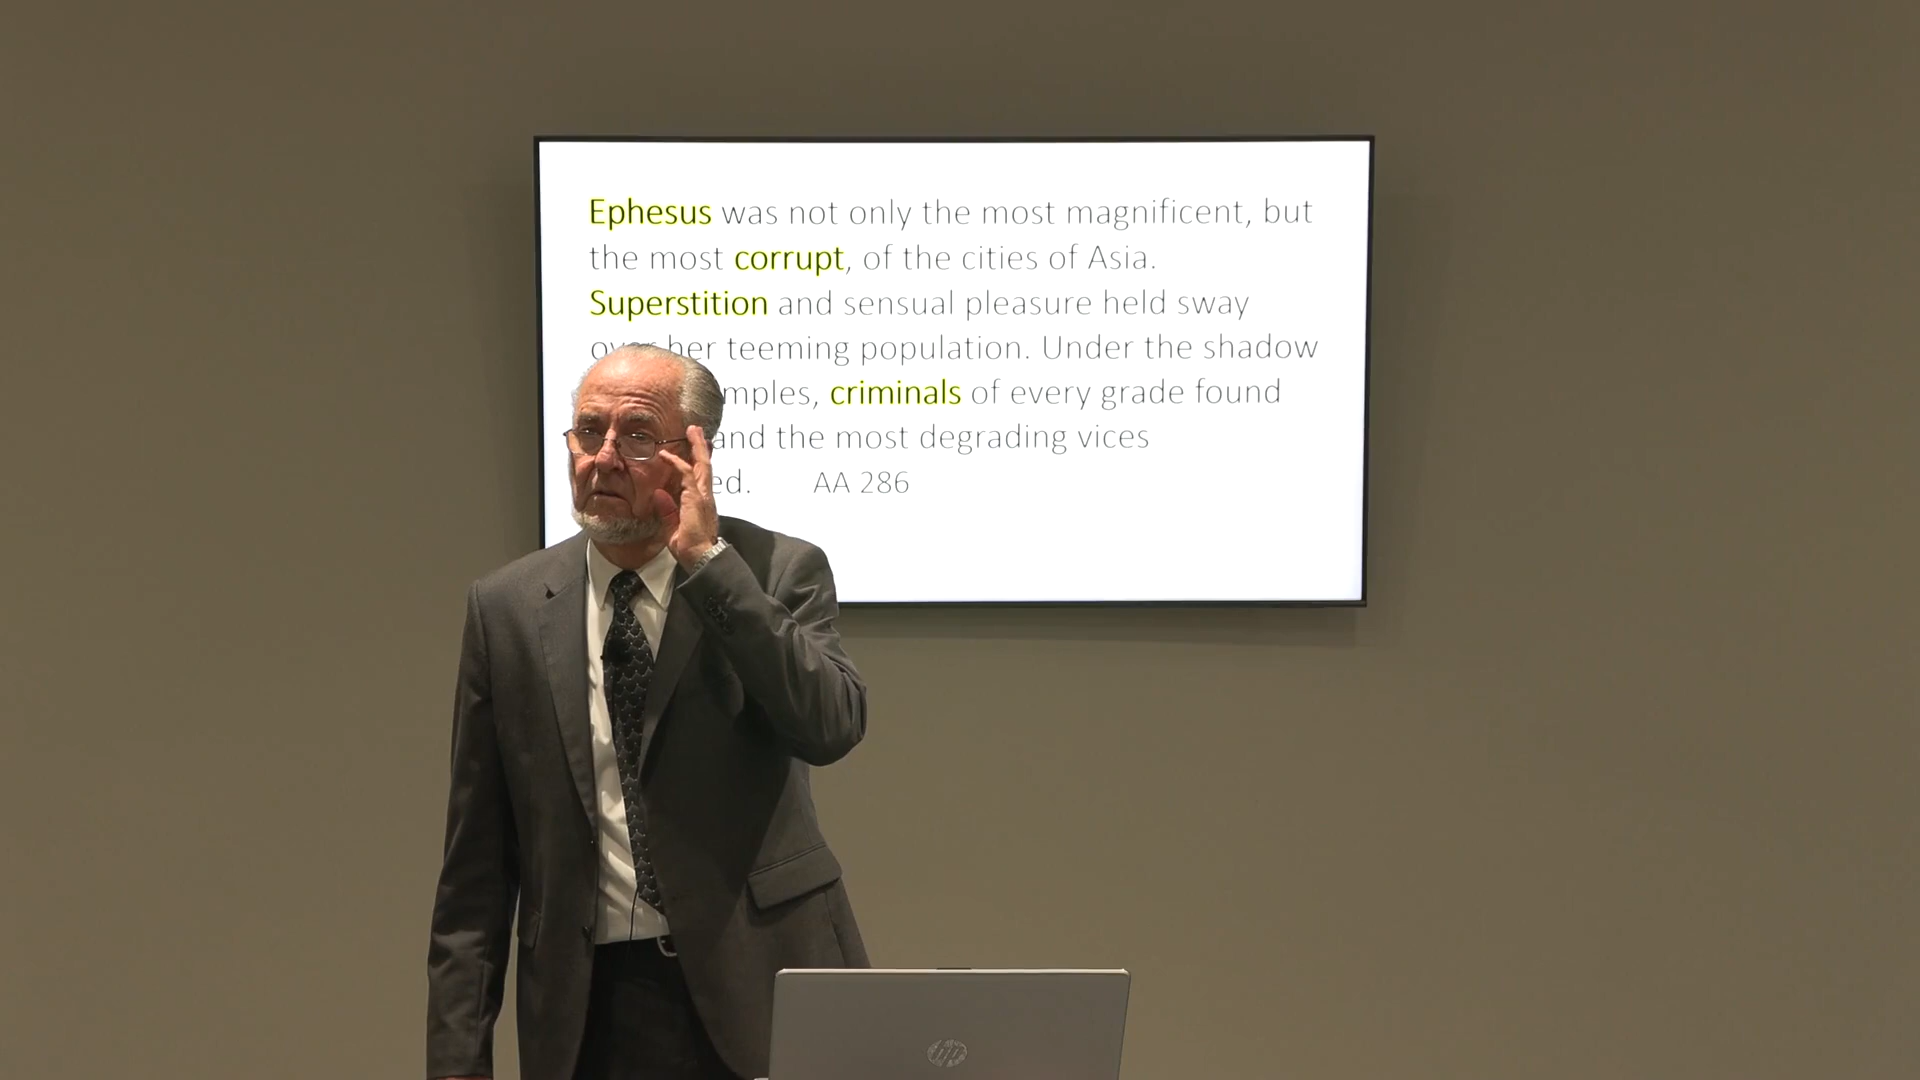 Ephesus was not only the most magnificent, but
the most corrupt, of the cities of Asia.
Superstition and sensual pleasure held sway
her teeming population. Under the shadow
criminals of every grade found
and the most degrading vices
AA 286
hp